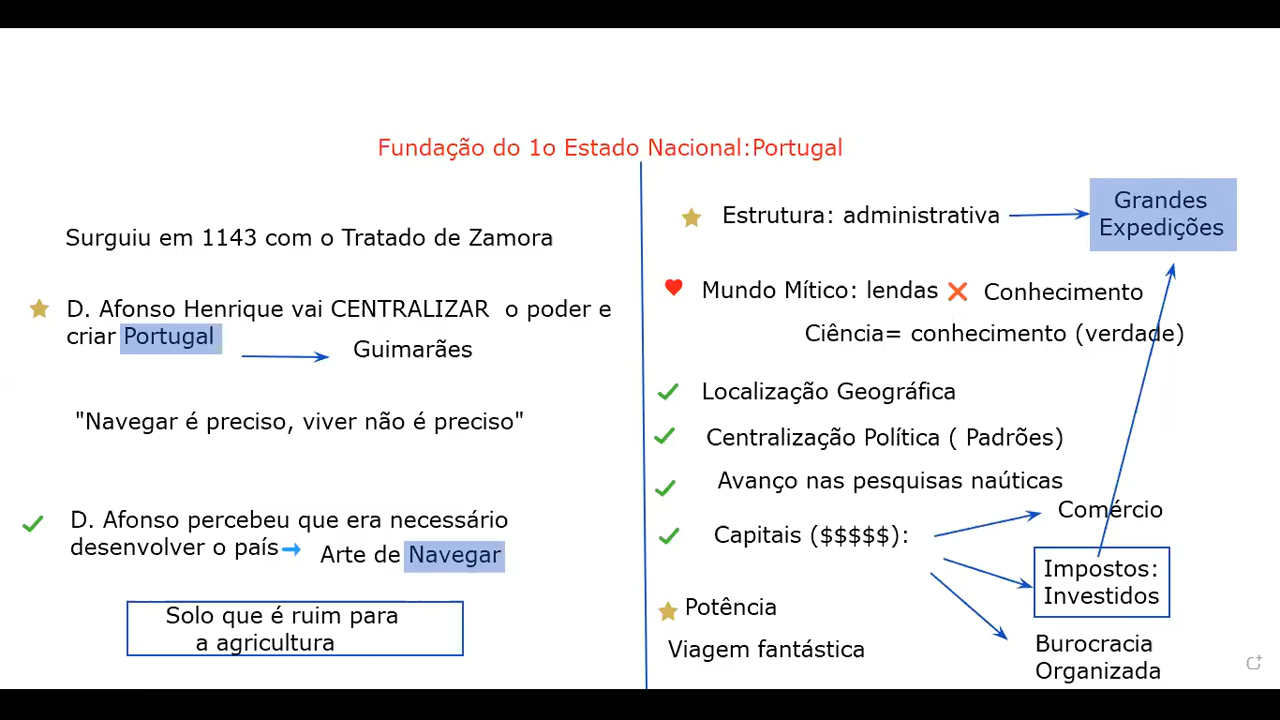 Fundação do 1o Estado Nacional:Portugal
Surguiu em 1143 com o Tratado de Zamora
D. Afonso Henrique vai CENTRALIZAR o poder e
criar Portugal
Guimarães
"Navegar é preciso, viver não é preciso"
D. Afonso percebeu que era necessário
desenvolver o país
Arte de Navegar
Solo que é ruim para
a agricultura
Estrutura: administrativa
Grandes
Expedições
Mundo Mítico: lendas
Conhecimento
Ciência= conhecimento (verdade)
Localização Geográfica
Centralização Política ( Padrões)
Avanço nas pesquisas naúticas
Capitais ($$$$$):
Comércio
Impostos:
Investidos
Burocracia
Organizada
Potência
Viagem fantástica